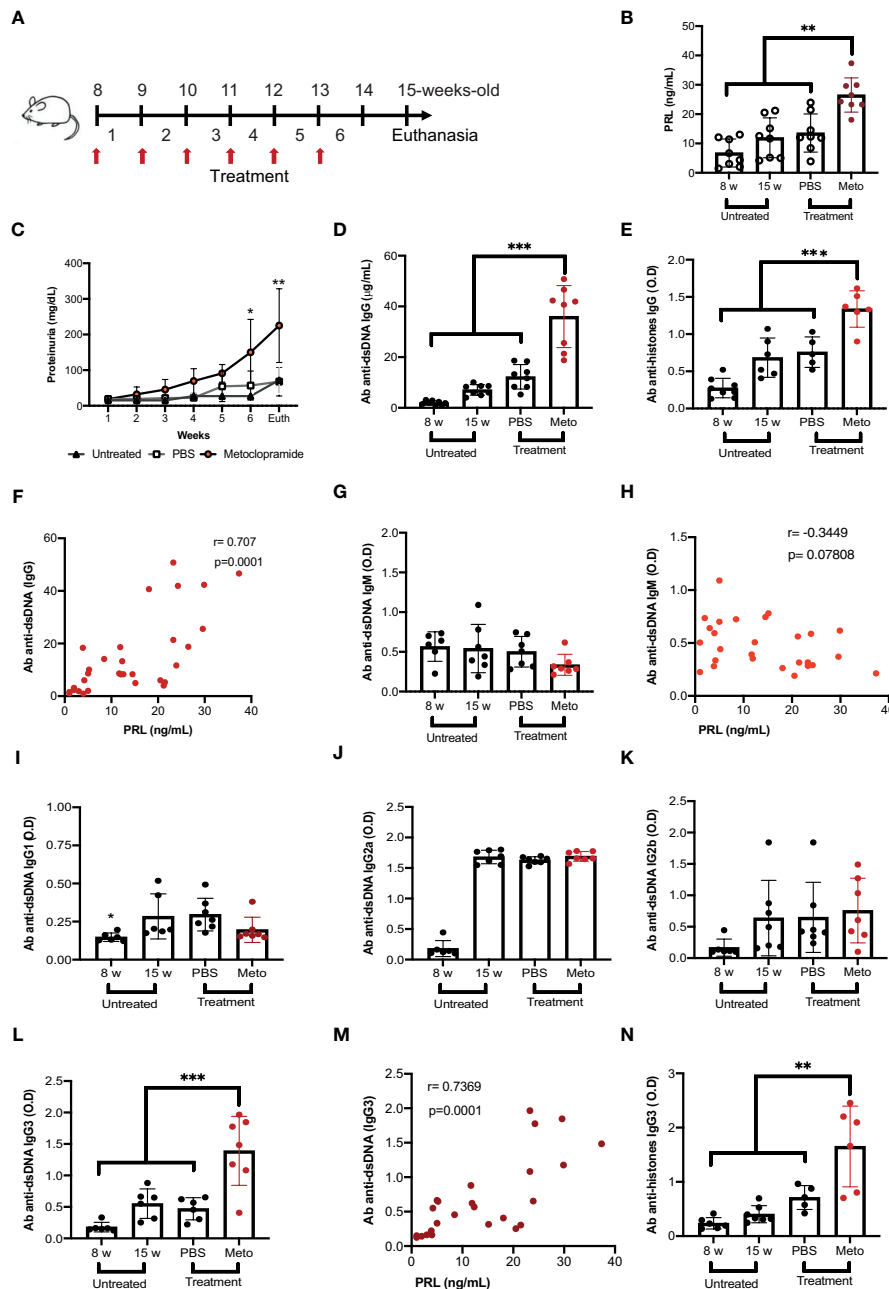 A
8 9 10 11 12 13 14 15-weeks-old
1 2 3 4 5 6 Euthanasia
Treatment
B
PRL (ng/mL)
50
40
30
20
10
0
**
8 w 15 w PBS Meto
Untreated Treatment
C
Proteinuria (mg/dL)
400
300
200
100
0
* **
1 2 3 4 5 6 Euth
Weeks
Untreated PBS Metoclopramide
D
Ab anti-dsDNA IgG (µg/mL)
60
40
20
0
***
8 w 15 w PBS Meto
Untreated Treatment
E
Ab anti-histones IgG (O.D)
2.0
1.5
1.0
0.5
0.0
***
8 w 15 w PBS Meto
Untreated Treatment
F
Ab anti-dsDNA (IgG)
60
40
20
0
r= 0.707
p=0.0001
0 10 20 30 40
PRL (ng/mL)
G
Ab anti-dsDNA IgM (O.D)
2.0
1.5
1.0
0.5
0.0
8 w 15 w PBS Meto
Untreated Treatment
H
Ab anti-dsDNA IgM (O.D)
1.5
1.0
0.5
0.0
r= -0.3449
p= 0.07808
0 10 20 30 40
PRL (ng/mL)
I
Ab anti-dsDNA IgG1 (O.D)
1.00
0.75
0.50
0.25
0.00
*
8 w 15 w PBS Meto
Untreated Treatment
J
Ab anti-dsDNA IgG2a (O.D)
2.5
2.0
1.5
1.0
0.5
0.0
8 w 15 w PBS Meto
Untreated Treatment
K
Ab anti-dsDNA IG2b (O.D)
2.5
2.0
1.5
1.0
0.5
0.0
8 w 15 w PBS Meto
Untreated Treatment
L
Ab anti-dsDNA IgG3 (O.D)
2.5
2.0
1.5
1.0
0.5
0.0
***
8 w 15 w PBS Meto
Untreated Treatment
M
Ab anti-dsDNA (IgG3)
2.5
2.0
1.5
1.0
0.5
0.0
r= 0.7369
p=0.0001
0 10 20 30 40
PRL (ng/mL)
N
Ab anti-histones IgG3 (O.D)
3
2
1
0
**
8 w 15 w PBS Meto
Untreated Treatment